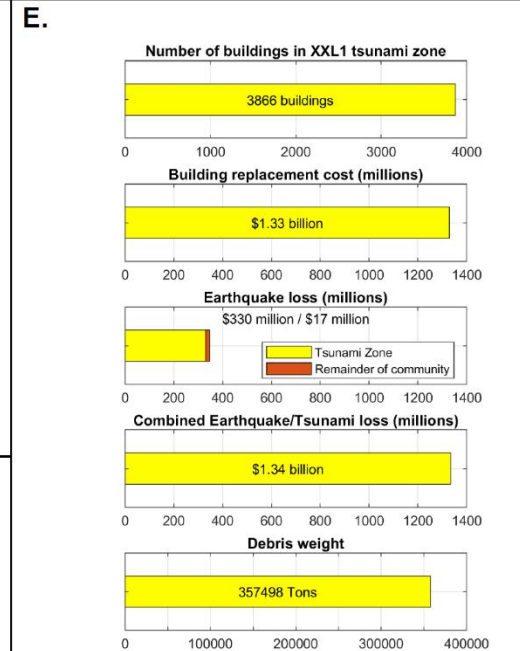 E.
Number of buildings in XXL1 tsunami zone
3866 buildings
0 1000 2000 3000 4000
Building replacement cost (millions)
$1.33 billion
0 200 400 600 800 1000 1200 1400
Earthquake loss (millions)
$330 million / $17 million
Tsunami Zone
Remainder of community
0 200 400 600 800 1000 1200 1400
Combined Earthquake/Tsunami loss (millions)
$1.34 billion
0 200 400 600 800 1000 1200 1400
Debris weight
357498 Tons
0 100000 200000 300000 400000